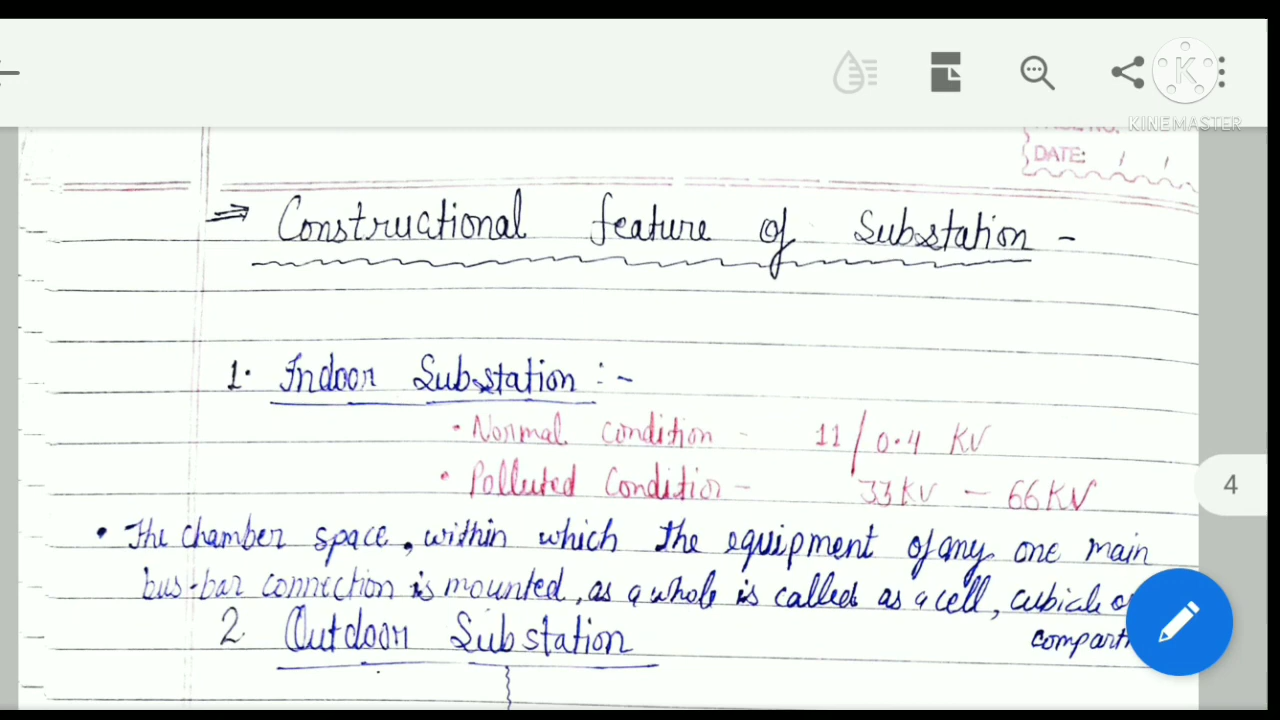 KINEMASTER
DATE: / /
⇒ Constructional feature of Substation -
1. Indoor Substation :-
• Normal condition - 11/0.4 KV
• Polluted Condition - 33KV - 66KV
4
• The chamber space, within which the equipment of any one main
bus-bar connection is mounted, as a whole is called as a cell, cubicle
compart
2. Outdoor Substation